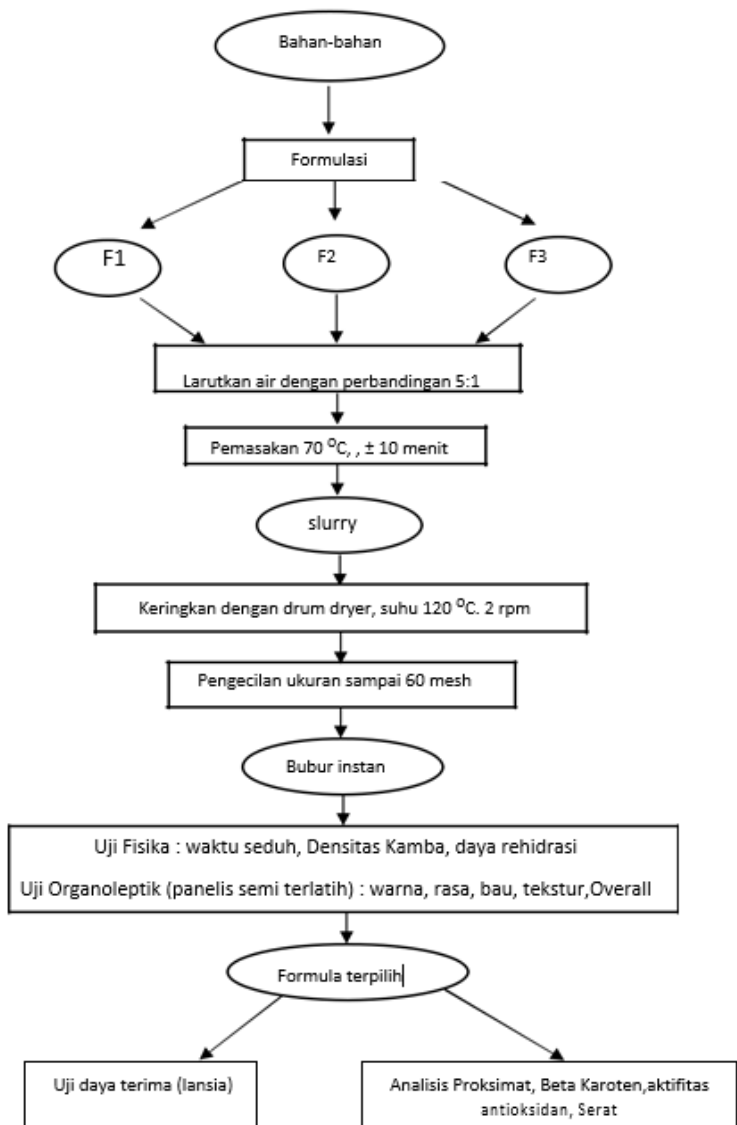 Bahan-bahan
Formulasi
F1
F2
F3
Larutkan air dengan perbandingan 5:1
Pemasakan 70 ⁰C, , ± 10 menit
slurry
Keringkan dengan drum dryer, suhu 120 ⁰C. 2 rpm
Pengecilan ukuran sampai 60 mesh
Bubur instan
Uji Fisika : waktu seduh, Densitas Kamba, daya rehidrasi
Uji Organoleptik (panelis semi terlatih) : warna, rasa, bau, tekstur,Overall
Formula terpilih
Uji daya terima (lansia)
Analisis Proksimat, Beta Karoten,aktifitas
antioksidan, Serat